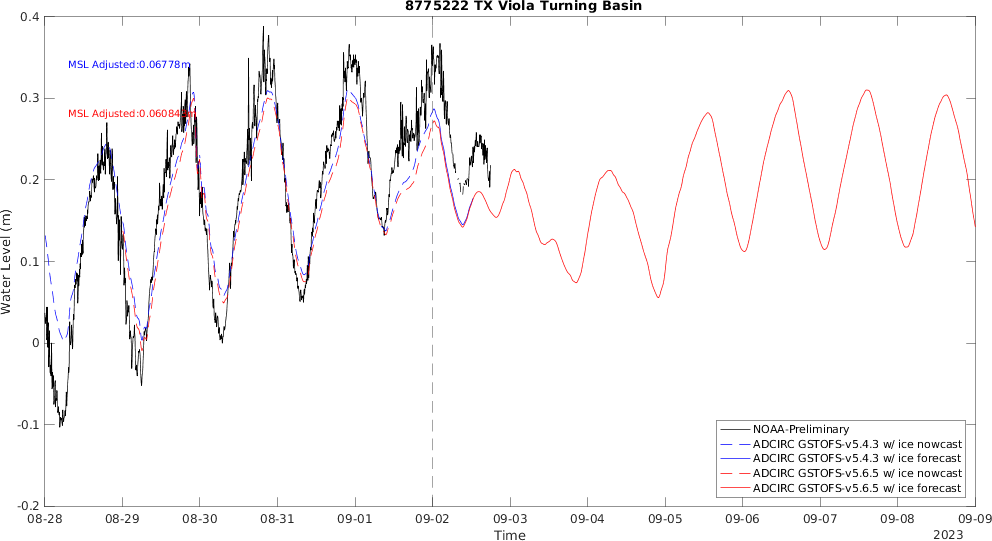 8775222 TX Viola Turning Basin
0.4
MSL Adjusted:0.06778m
0.3
MSL Adjusted:0.06084
0.2
Water Level (m)
0.1
0
-0.1
-0.2
NOAA-Preliminary
ADCIRC GSTOFS-v5.4.3 w/ ice nowcast
ADCIRC GSTOFS-v5.4.3 w/ ice forecast
ADCIRC GSTOFS-v5.6.5 w/ ice nowcast
ADCIRC GSTOFS-v5.6.5 w/ ice forecast
08-28 08-29 08-30 08-31 09-01 09-02 09-03 09-04 09-05 09-06 09-07 09-08 09-09
Time
2023